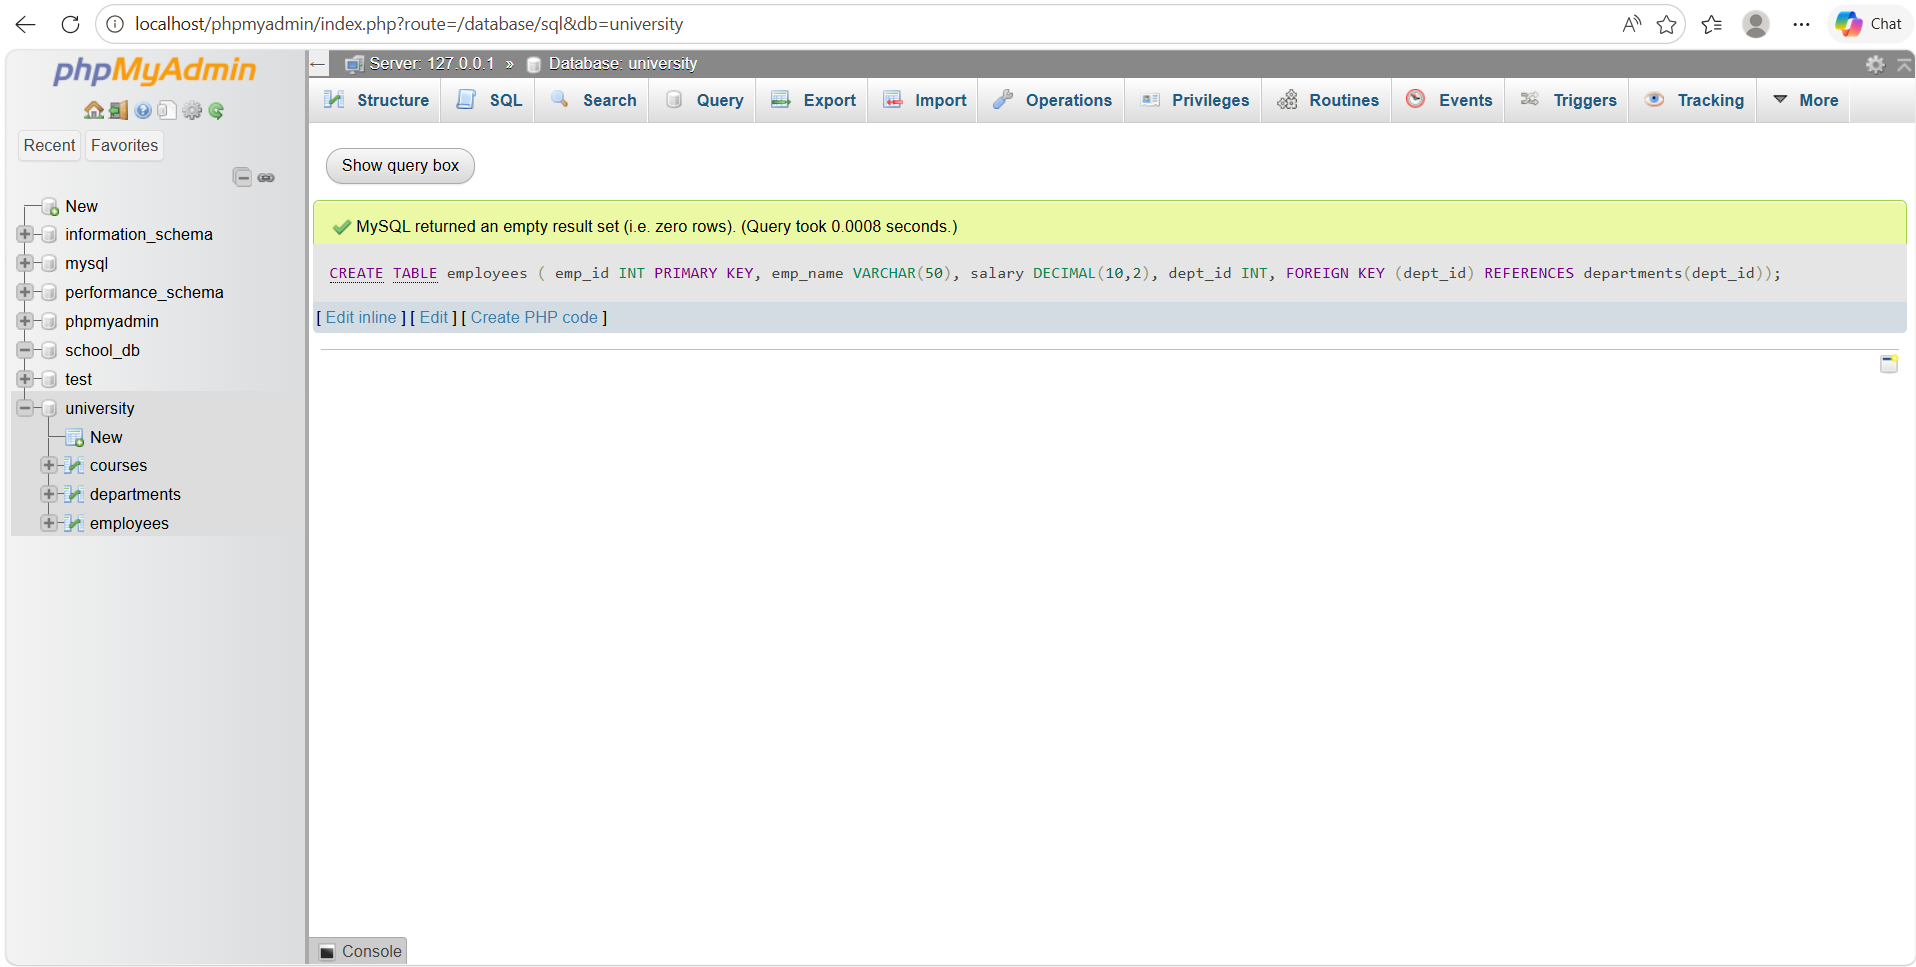 localhost/phpmyadmin/index.php?route=/database/sql&db=university
Chat
phpMyAdmin
Recent Favorites
New
information_schema
mysql
performance_schema
phpmyadmin
school_db
test
university
New
courses
departments
employees
Server: 127.0.0.1 » Database: university
Structure SQL Search Query Export Import Operations Privileges Routines Events Triggers Tracking More
Show query box
MySQL returned an empty result set (i.e. zero rows). (Query took 0.0008 seconds.)
CREATE TABLE employees ( emp_id INT PRIMARY KEY, emp_name VARCHAR(50), salary DECIMAL(10,2), dept_id INT, FOREIGN KEY (dept_id) REFERENCES departments(dept_id));
[ Edit inline ] [ Edit ] [ Create PHP code ]
Console